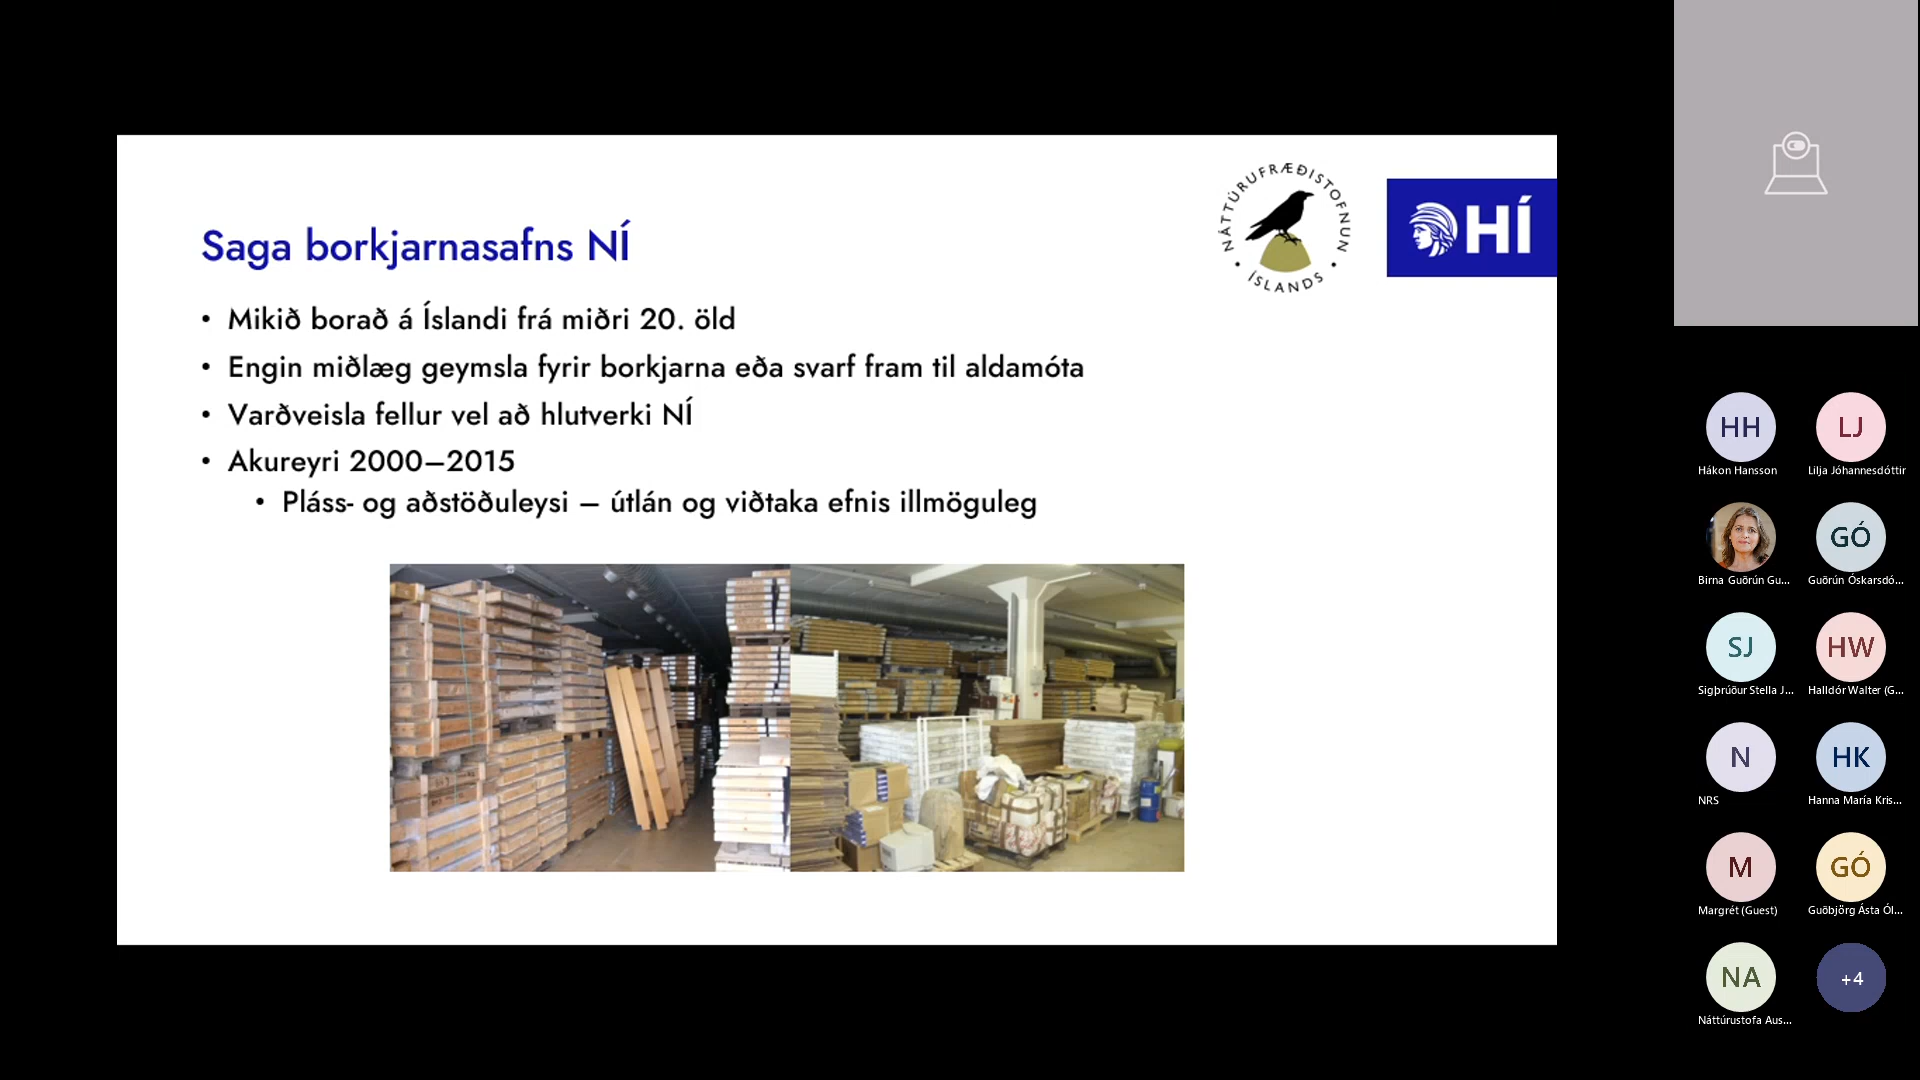 NÁTTÚRUFRÆÐISTOFNUN
ÍSLANDS
HÍ
Saga borkjarnasafns NÍ
• Mikið borað á Íslandi frá miðri 20. öld
• Engin miðlæg geymsla fyrir borkjarna eða svarf fram til aldamóta
• Varðveisla fellur vel að hlutverki NÍ
• Akureyri 2000–2015
• Pláss- og aðstöðuleysi – útlán og viðtaka efnis illmöguleg
HH
Hákon Hansson
LJ
Lilja Jóhannesdóttir
Birna Guðrún Gu...
GÓ
Guðrún Óskarsdó...
SJ
Sigþrúður Stella J...
HW
Halldór Walter (G...
N
NRS
HK
Hanna María Kris...
M
Margrét (Guest)
GÓ
Guðbjörg Ásta Ól...
NA
Náttúrustofa Aus...
+4